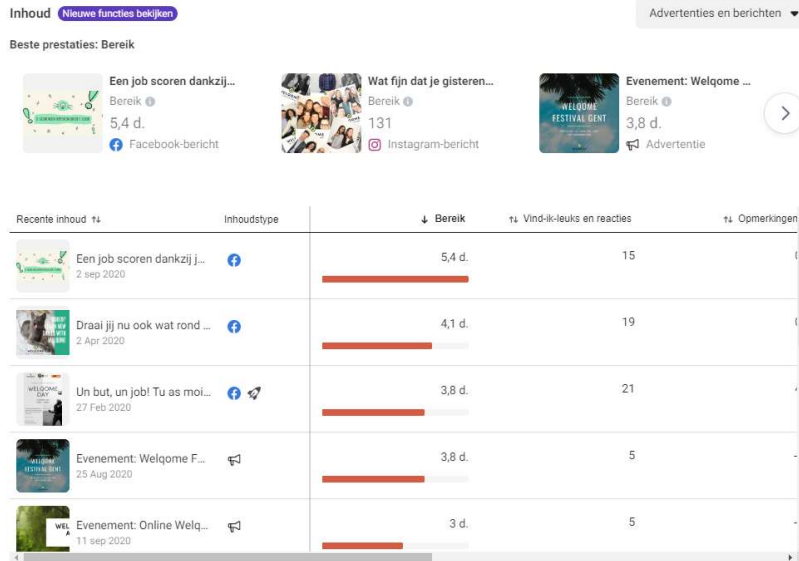 Inhoud Nieuwe functies bekijken
Advertenties en berichten
Beste prestaties: Bereik
Een job scoren dankzij...
Bereik
5,4 d.
Facebook-bericht
Wat fijn dat je gisteren...
Bereik
131
Instagram-bericht
WELQOME
FESTIVAL GENT
Evenement: Welqome ...
Bereik
3,8 d.
Advertentie
Recente inhoud Inhoudstype Bereik Vind-ik-leuks en reacties Opmerkingen
Een job scoren dankzij j... 5,4 d. 15
2 sep 2020
Draai jij nu ook wat rond ... 4,1 d. 19
2 Apr 2020
WELQOME
DAY
Un but, un job! Tu as moi... 3,8 d. 21
27 Feb 2020
WELQOME
FESTIVAL GENT
Evenement: Welqome F... 3,8 d. 5 -
25 Aug 2020
WEL
A
Evenement: Online Welq... 3 d. 5 -
11 sep 2020